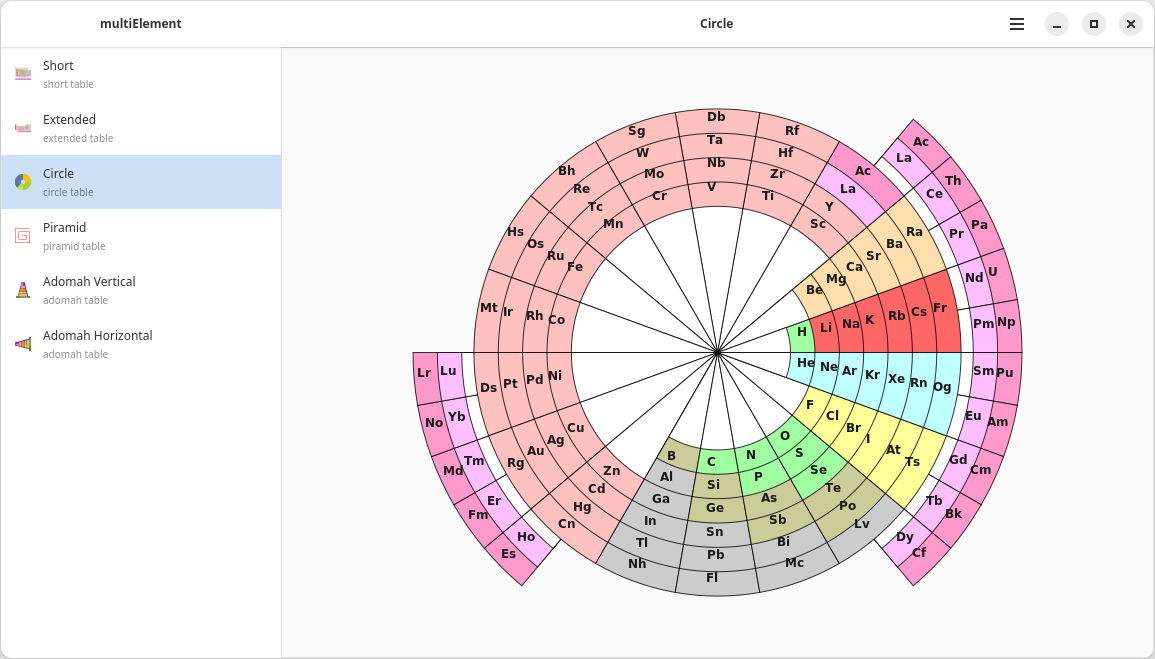 multiElement
Circle
Short
short table
Extended
extended table
Circle
circle table
Piramid
piramid table
Adomah Vertical
adomah table
Adomah Horizontal
adomah table
Db
Sg Rf
Ta
W Hf
Nb
Bh Mo Zr Ac
Re V La
Tc Cr Ti Y
Mn Sc
Hs Ra
Os Ba
Ru Sr
Fe Ca
Mg
Be
Mt Ir Rh Co
H Li Na K Rb Cs Fr
He Ne Ar Kr Xe Rn Og
Ds Pt Pd Ni
F Cl Br I At Ts
Rg Au Ag Cu
O S Se Te Po Lv
Zn Cd Hg Cn
B Al Ga In Tl Nh
C Si Ge Sn Pb Fl
N P As Sb Bi Mc
Ac La
Th Ce
Pa Pr
U Nd
Np Pm
Pu Sm
Am Eu
Cm Gd
Bk Tb
Cf Dy
Lr Lu
No Yb
Md Tm
Fm Er
Es Ho